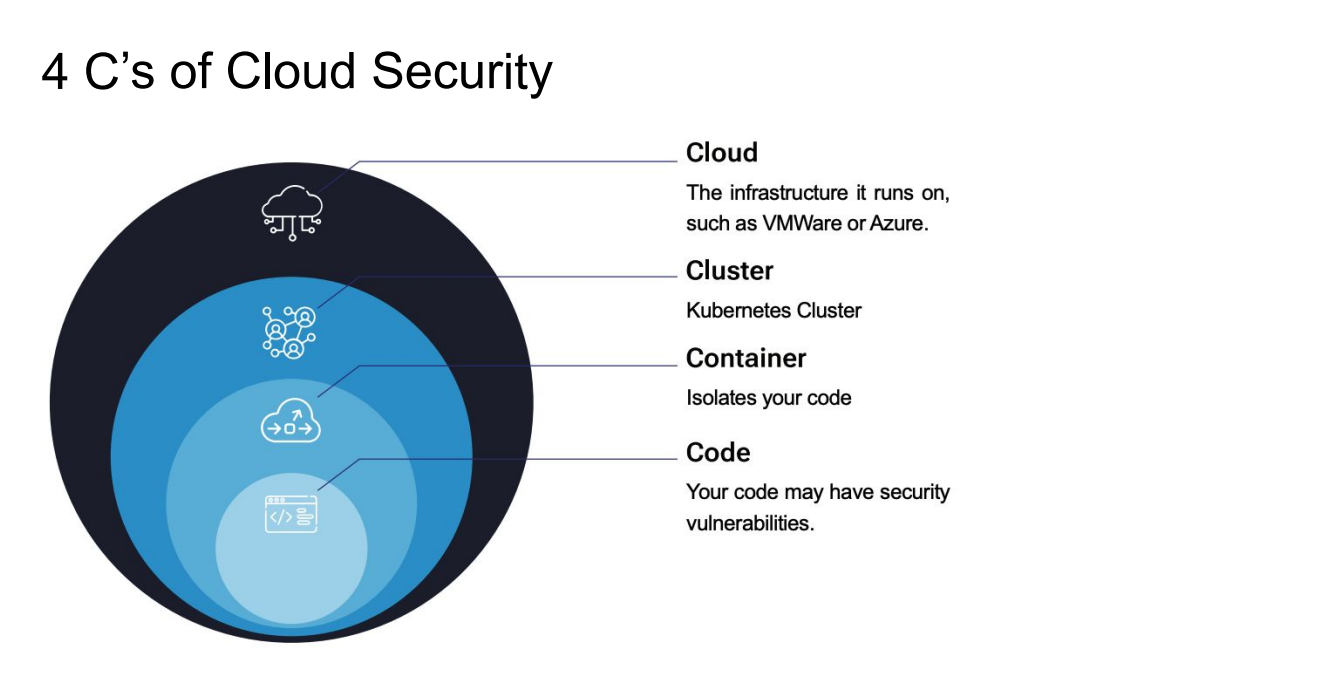 4 C’s of Cloud Security
Cloud
The infrastructure it runs on,
such as VMWare or Azure.
Cluster
Kubernetes Cluster
Container
Isolates your code
Code
Your code may have security
vulnerabilities.